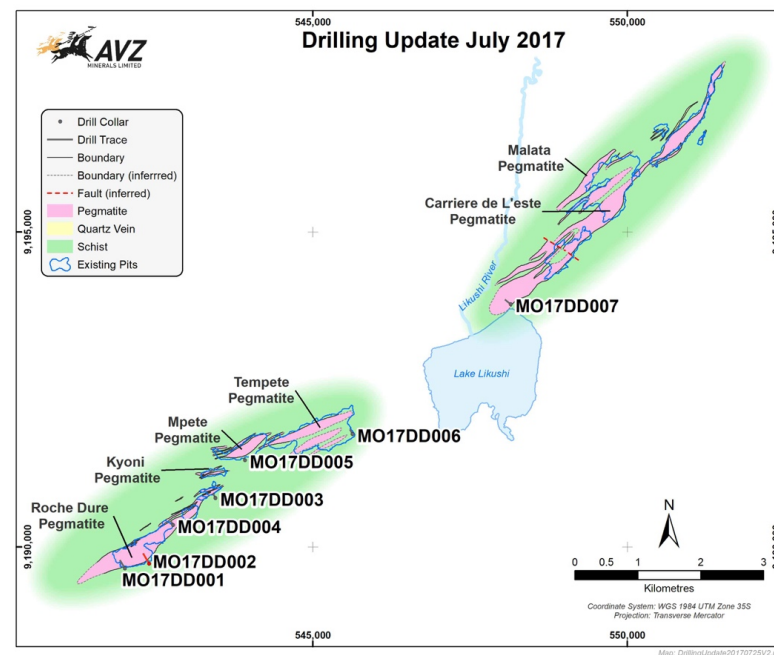 545,000
550,000
AVZ
MINERALS LIMITED
Drilling Update July 2017
Drill Collar
Drill Trace
Boundary
Boundary (inferrred)
Fault (inferred)
Pegmatite
Quartz Vein
Schist
Existing Pits
Malata
Pegmatite
Carriere de L'este
Pegmatite
9,195,000
Likushi River
MO17DD007
Lake Likushi
Tempete
Pegmatite
Mpete
Pegmatite
MO17DD006
Kyoni
Pegmatite
MO17DD005
MO17DD003
Roche Dure
Pegmatite
MO17DD004
MO17DD002
MO17DD001
9,190,000
N
0 0.5 1 2 3
Kilometres
Coordinate System: WGS 1984 UTM Zone 35S
Projection: Transverse Mercator
545,000
550,000